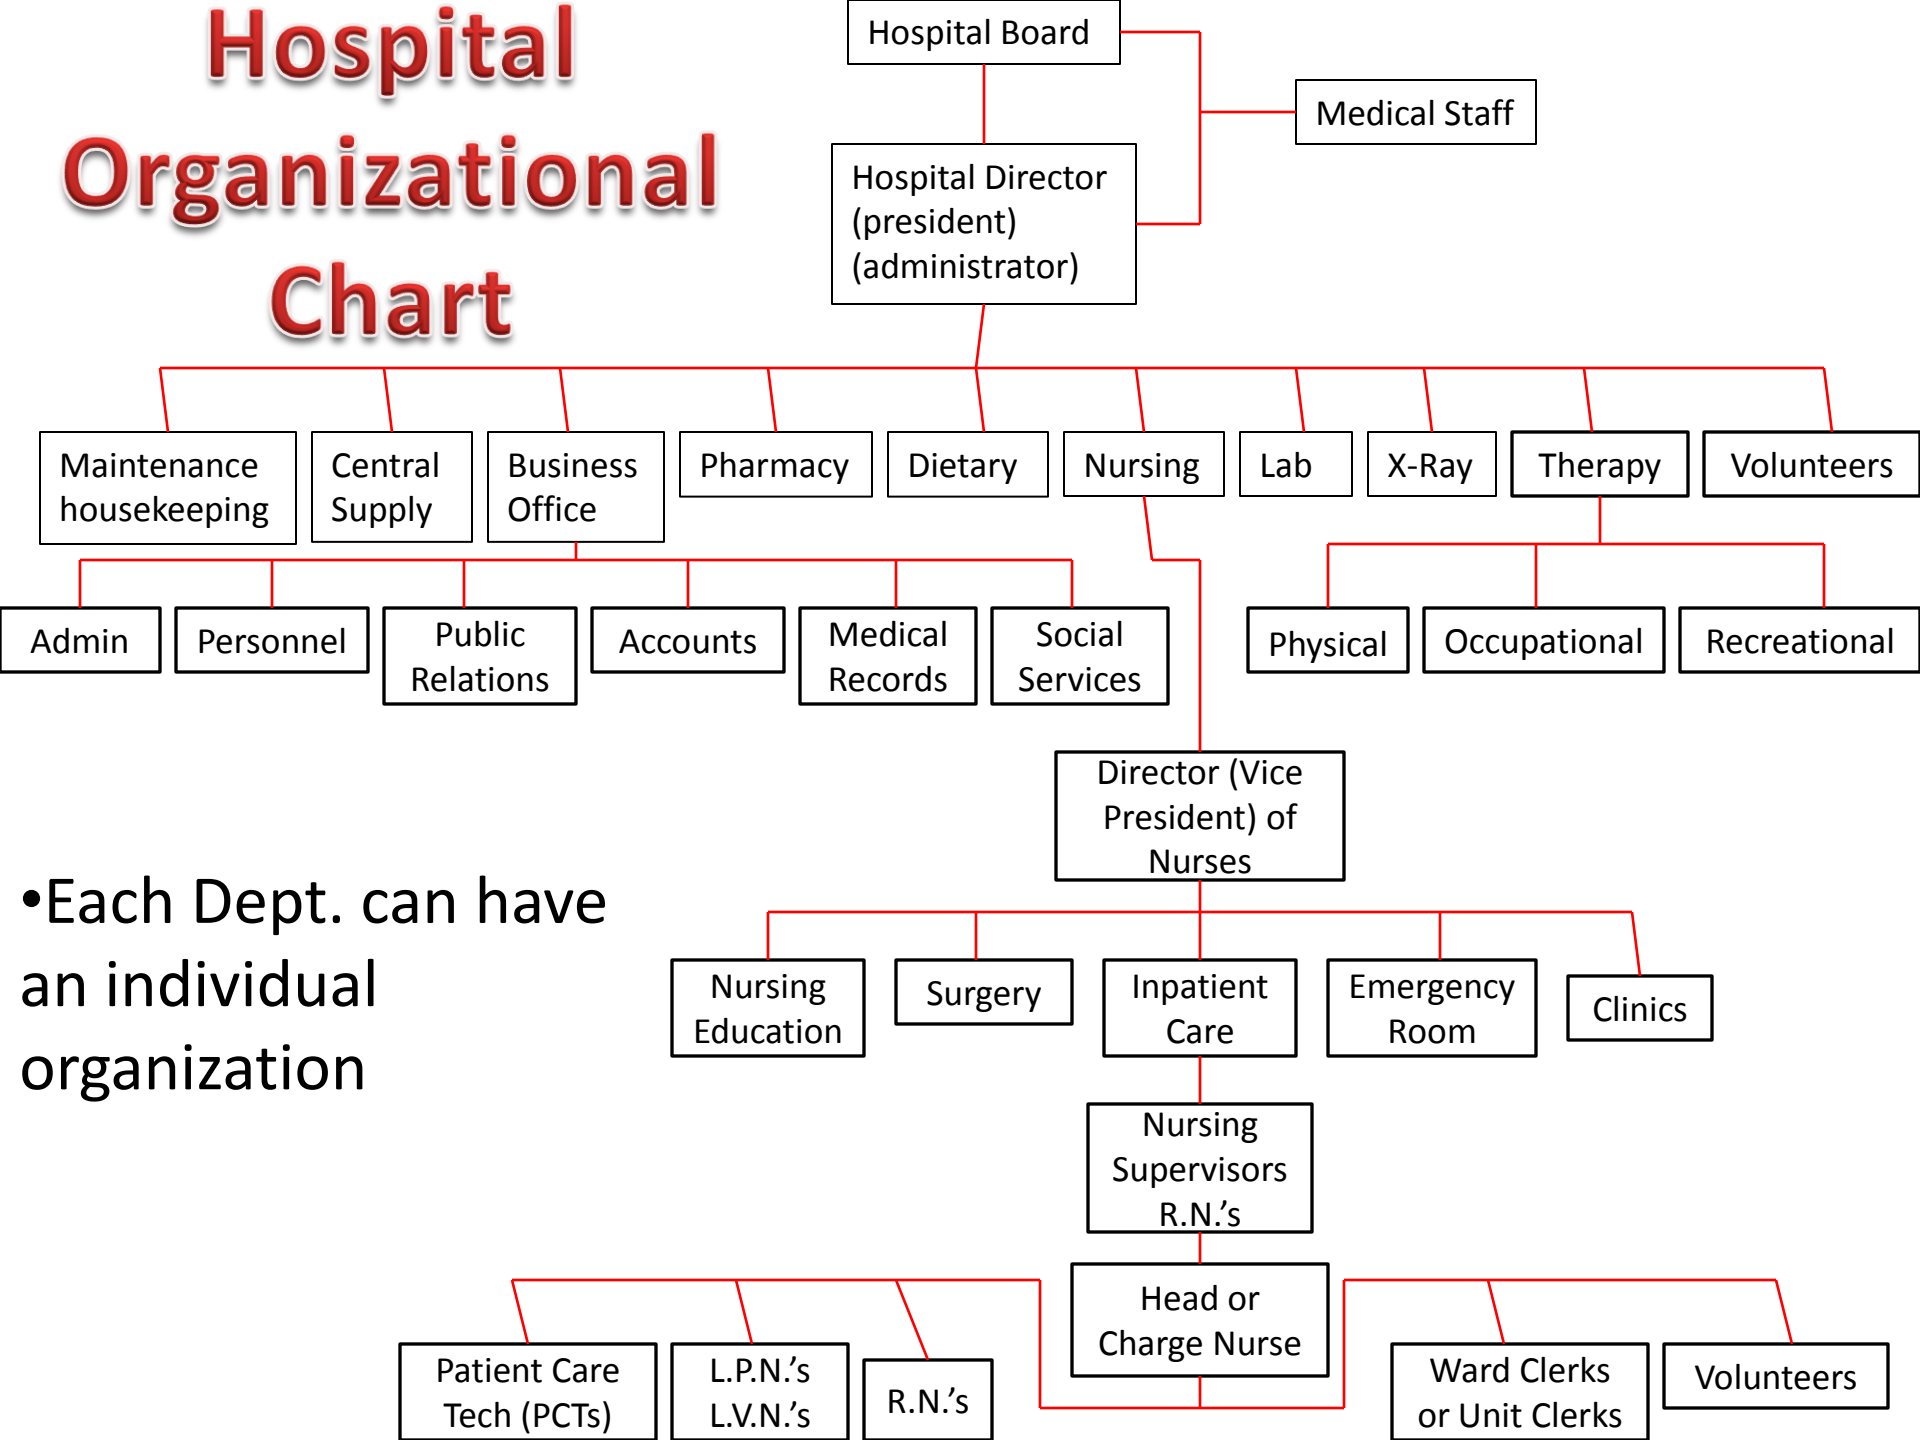 Hospital
Organizational
Chart
Hospital Board
Medical Staff
Hospital Director
(president)
(administrator)
Maintenance
housekeeping
Central
Supply
Business
Office
Pharmacy
Dietary
Nursing
Lab
X-Ray
Therapy
Volunteers
Admin
Personnel
Public
Relations
Accounts
Medical
Records
Social
Services
Physical
Occupational
Recreational
Director (Vice
President) of
Nurses
•Each Dept. can have
an individual
organization
Nursing
Education
Surgery
Inpatient
Care
Emergency
Room
Clinics
Nursing
Supervisors
R.N.’s
Head or
Charge Nurse
Patient Care
Tech (PCTs)
L.P.N.’s
L.V.N.’s
R.N.’s
Ward Clerks
or Unit Clerks
Volunteers